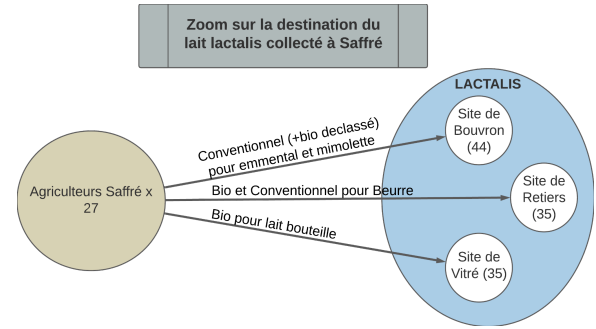 Zoom sur la destination du
lait lactalis collecté à Saffré
LACTALIS
Site de
Bouvron
(44)
Conventionnel (+bio declassé)
pour emmental et mimolette
Agriculteurs Saffré x
27
Bio et Conventionnel pour Beurre
Site de
Retiers
(35)
Bio pour lait bouteille
Site de
Vitré (35)